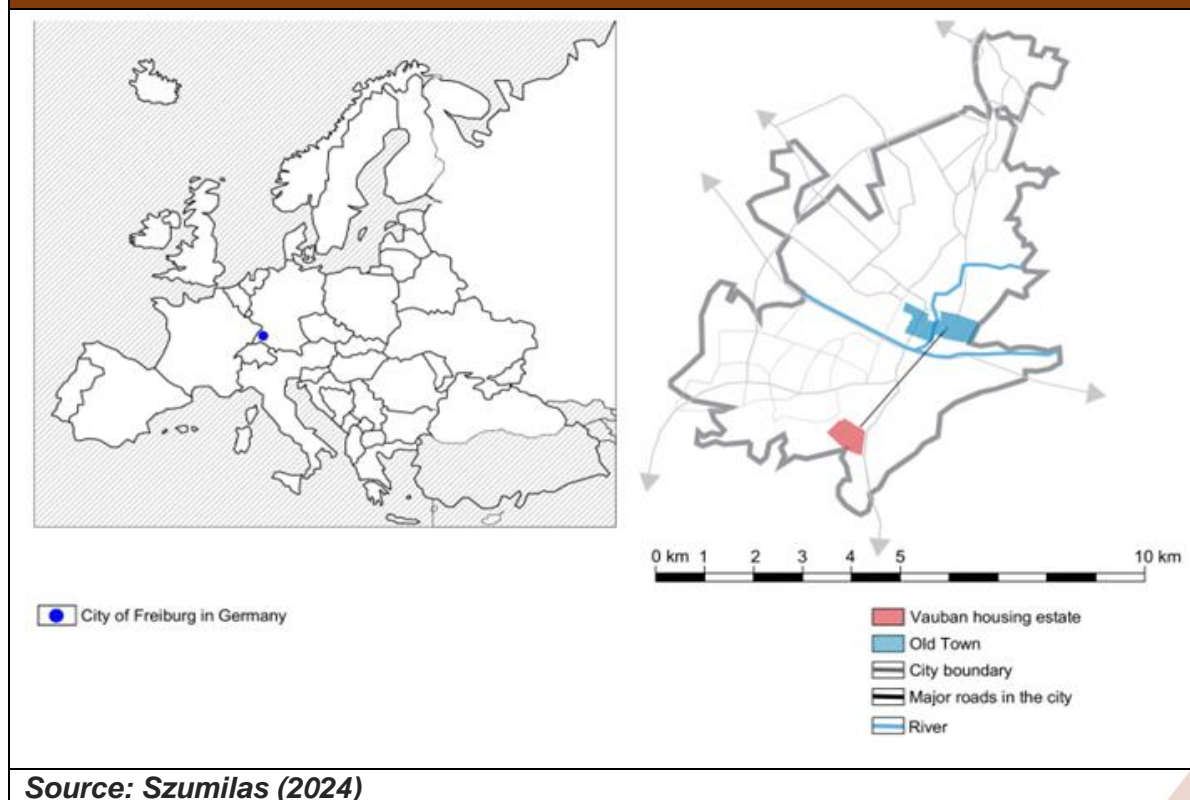 0 km 1 2 3 4 5 10 km
City of Freiburg in Germany
Vauban housing estate
Old Town
City boundary
Major roads in the city
River
Source: Szumilas (2024)